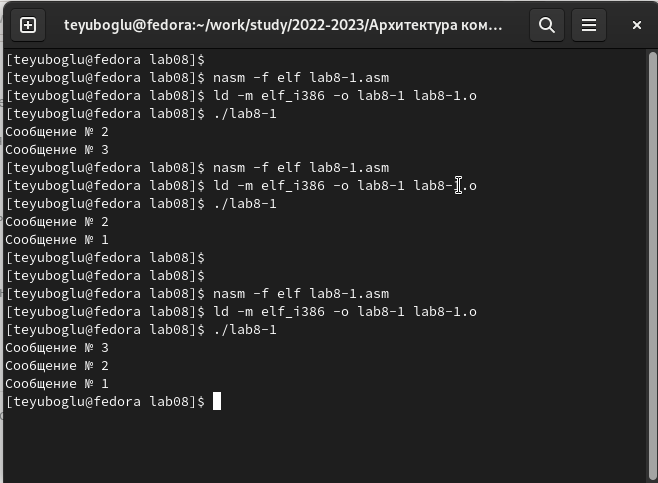 teyuboglu@fedora:~/work/study/2022-2023/Архитектура ком...
[teyuboglu@fedora lab08]$
[teyuboglu@fedora lab08]$ nasm -f elf lab8-1.asm
[teyuboglu@fedora lab08]$ ld -m elf_i386 -o lab8-1 lab8-1.o
[teyuboglu@fedora lab08]$ ./lab8-1
Сообщение № 2
Сообщение № 3
[teyuboglu@fedora lab08]$ nasm -f elf lab8-1.asm
[teyuboglu@fedora lab08]$ ld -m elf_i386 -o lab8-1 lab8-1.o
[teyuboglu@fedora lab08]$ ./lab8-1
Сообщение № 2
Сообщение № 1
[teyuboglu@fedora lab08]$
[teyuboglu@fedora lab08]$
[teyuboglu@fedora lab08]$ nasm -f elf lab8-1.asm
[teyuboglu@fedora lab08]$ ld -m elf_i386 -o lab8-1 lab8-1.o
[teyuboglu@fedora lab08]$ ./lab8-1
Сообщение № 3
Сообщение № 2
Сообщение № 1
[teyuboglu@fedora lab08]$